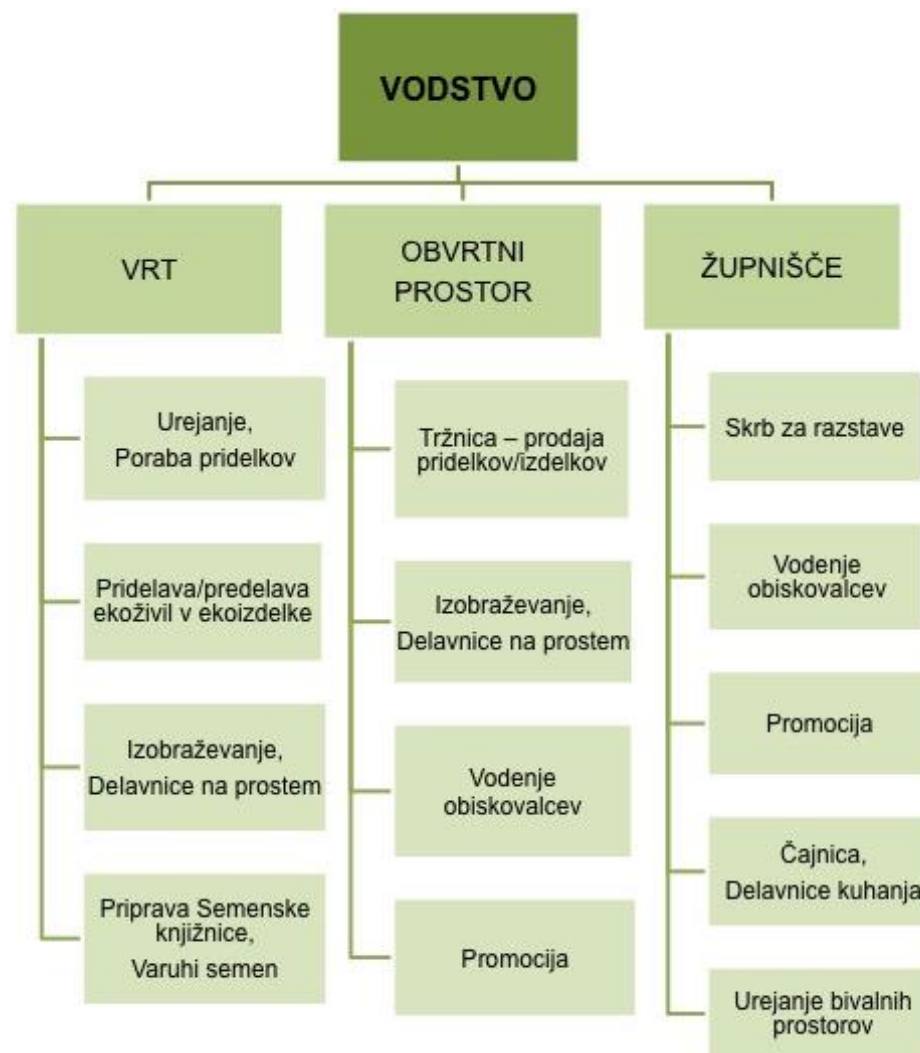 VODSTVO
VRT
Urejanje,
Poraba pridelkov
Pridelava/predelava
ekoživil v ekoizdelke
Izobraževanje,
Delavnice na prostem
Priprava Semenske
knjižnice,
Varuhi semen
OBVRTNI
PROSTOR
Tržnica – prodaja
pridelkov/izdelkov
Izobraževanje,
Delavnice na prostem
Vodenje
obiskovalcev
Promocija
ŽUPNIŠČE
Skrb za razstave
Vodenje
obiskovalcev
Promocija
Čajnica,
Delavnice kuhanja
Urejanje bivalnih
prostorov